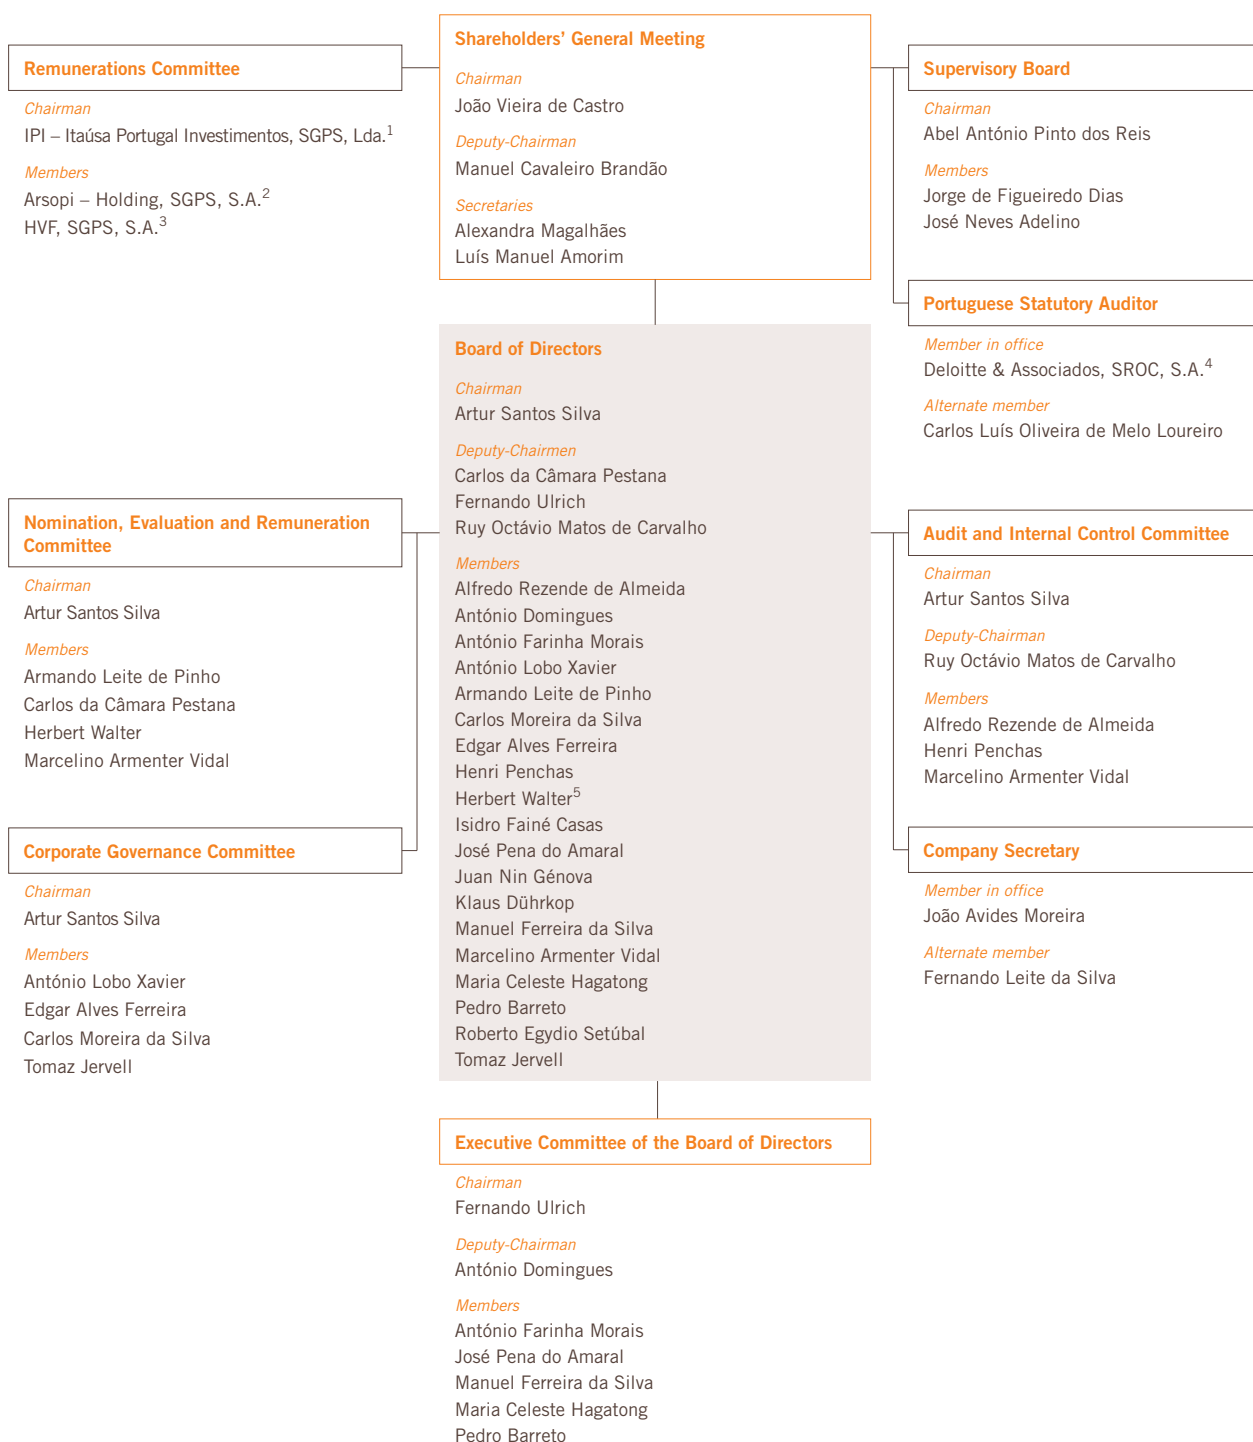 Shareholders' General Meeting
Chairman
João Vieira de Castro
Deputy-Chairman
Manuel Cavaleiro Brandão
Secretaries
Alexandra Magalhães
Luís Manuel Amorim
Remunerations Committee
Chairman
IPI – Itaúsa Portugal Investimentos, SGPS, Lda.1
Members
Arsopi – Holding, SGPS, S.A.2
HVF, SGPS, S.A.3
Supervisory Board
Chairman
Abel António Pinto dos Reis
Members
Jorge de Figueiredo Dias
José Neves Adelino
Portuguese Statutory Auditor
Member in office
Deloitte & Associados, SROC, S.A.4
Alternate member
Carlos Luís Oliveira de Melo Loureiro
Board of Directors
Chairman
Artur Santos Silva
Deputy-Chairmen
Carlos da Câmara Pestana
Fernando Ulrich
Ruy Octávio Matos de Carvalho
Members
Alfredo Rezende de Almeida
António Domingues
António Farinha Morais
António Lobo Xavier
Armando Leite de Pinho
Carlos Moreira da Silva
Edgar Alves Ferreira
Henri Penchas
Herbert Walter5
Isidro Fainé Casas
José Pena do Amaral
Juan Nin Génova
Klaus Dührkop
Manuel Ferreira da Silva
Marcelino Armenter Vidal
Maria Celeste Hagatong
Pedro Barreto
Roberto Egydio Setúbal
Tomaz Jervell
Nomination, Evaluation and Remuneration
Committee
Chairman
Artur Santos Silva
Members
Armando Leite de Pinho
Carlos da Câmara Pestana
Herbert Walter
Marcelino Armenter Vidal
Corporate Governance Committee
Chairman
Artur Santos Silva
Members
António Lobo Xavier
Edgar Alves Ferreira
Carlos Moreira da Silva
Tomaz Jervell
Audit and Internal Control Committee
Chairman
Artur Santos Silva
Deputy-Chairman
Ruy Octávio Matos de Carvalho
Members
Alfredo Rezende de Almeida
Henri Penchas
Marcelino Armenter Vidal
Company Secretary
Member in office
João Avides Moreira
Alternate member
Fernando Leite da Silva
Executive Committee of the Board of Directors
Chairman
Fernando Ulrich
Deputy-Chairman
António Domingues
Members
António Farinha Morais
José Pena do Amaral
Manuel Ferreira da Silva
Maria Celeste Hagatong
Pedro Barreto